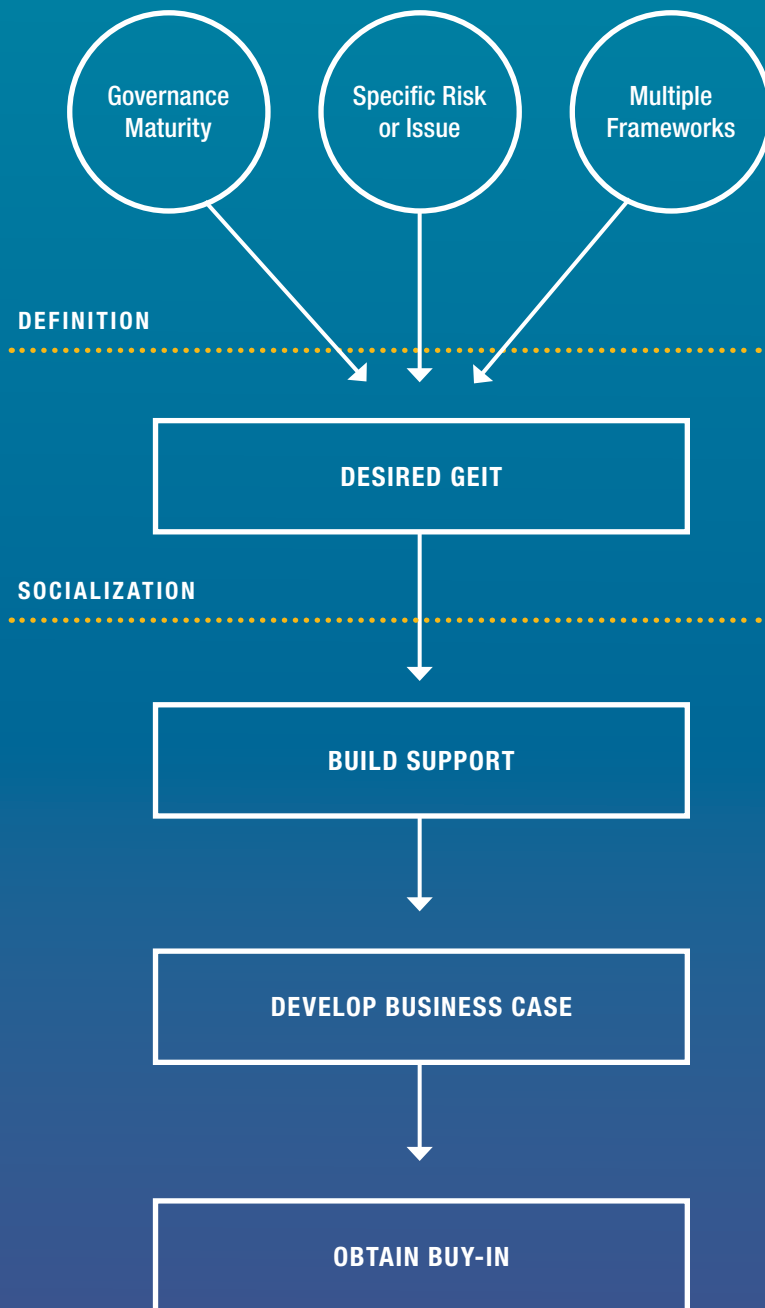 Governance
Maturity
Specific Risk
or Issue
Multiple
Frameworks
DEFINITION
DESIRED GEIT
SOCIALIZATION
BUILD SUPPORT
DEVELOP BUSINESS CASE
OBTAIN BUY-IN